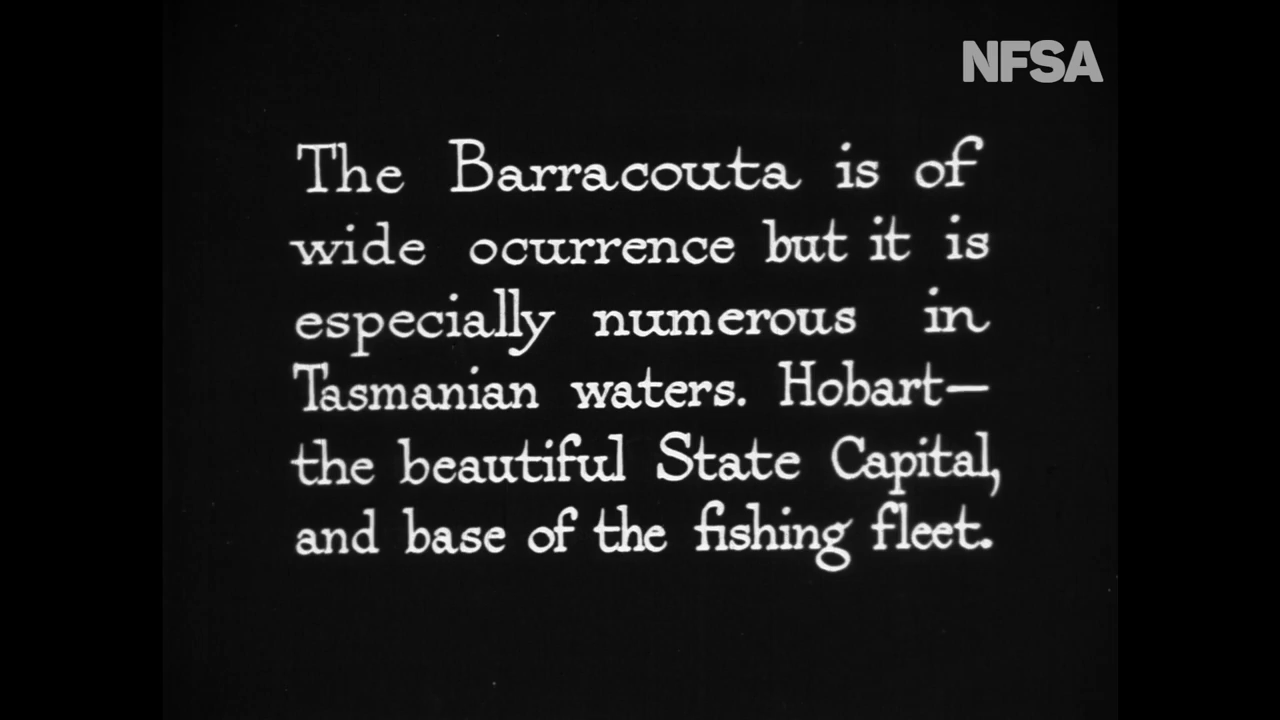 NFSA
The Barracouta is of
wide ocurrence but it is
especially numerous in
Tasmanian waters. Hobart—
the beautiful State Capital,
and base of the fishing fleet.